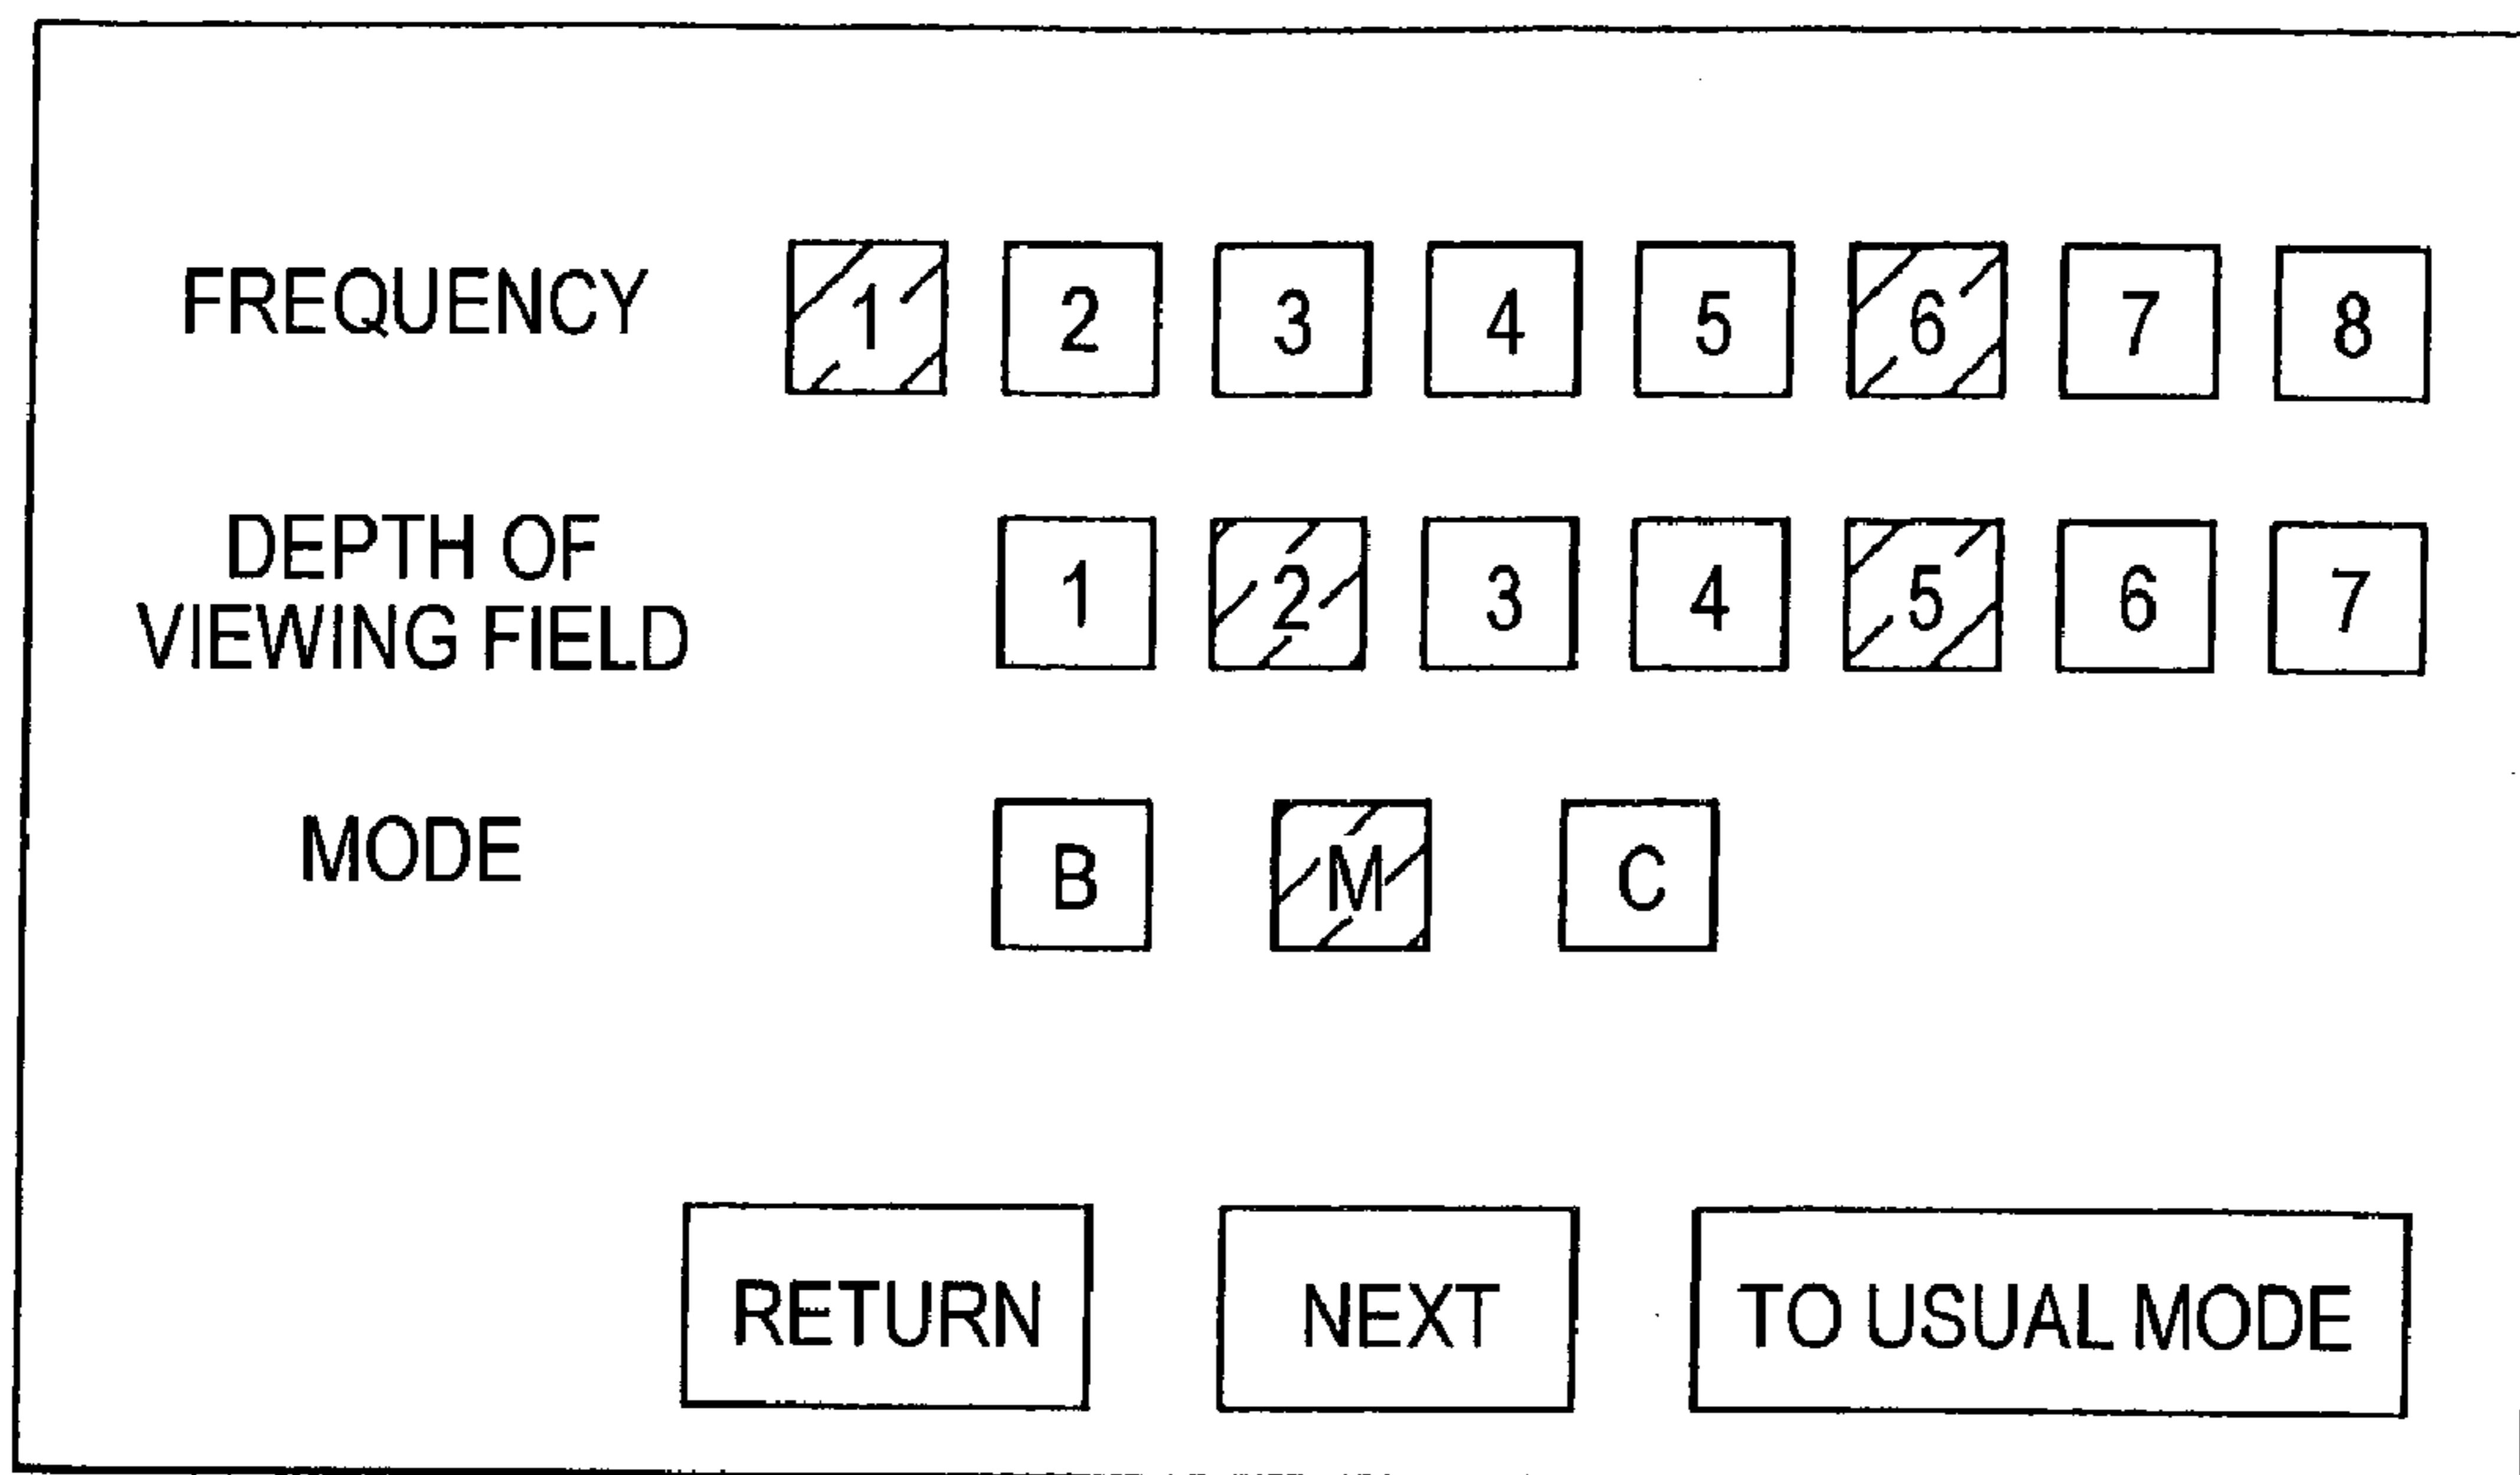 FREQUENCY 1 2 3 4 5 6 7 8
DEPTH OF
VIEWING FIELD 1 2 3 4 5 6 7
MODE B M C
RETURN NEXT TO USUAL MODE